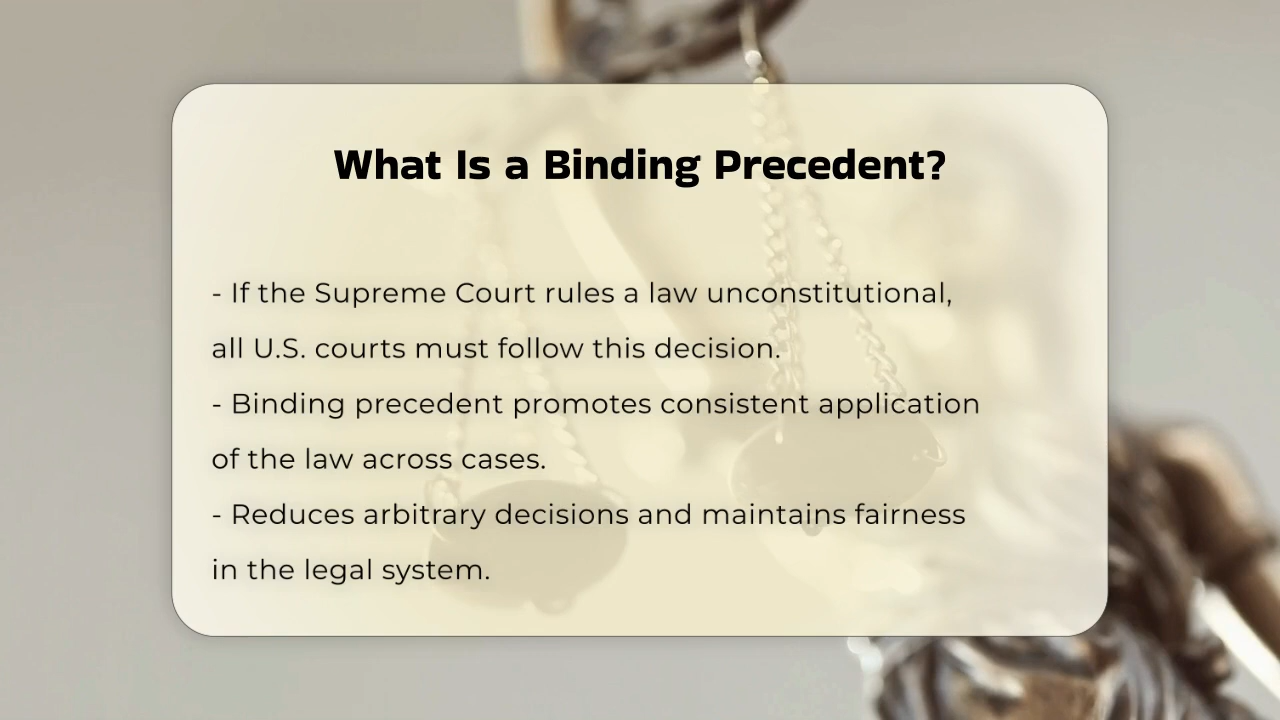 What Is a Binding Precedent?
- If the Supreme Court rules a law unconstitutional,
all U.S. courts must follow this decision.
- Binding precedent promotes consistent application
of the law across cases.
- Reduces arbitrary decisions and maintains fairness
in the legal system.